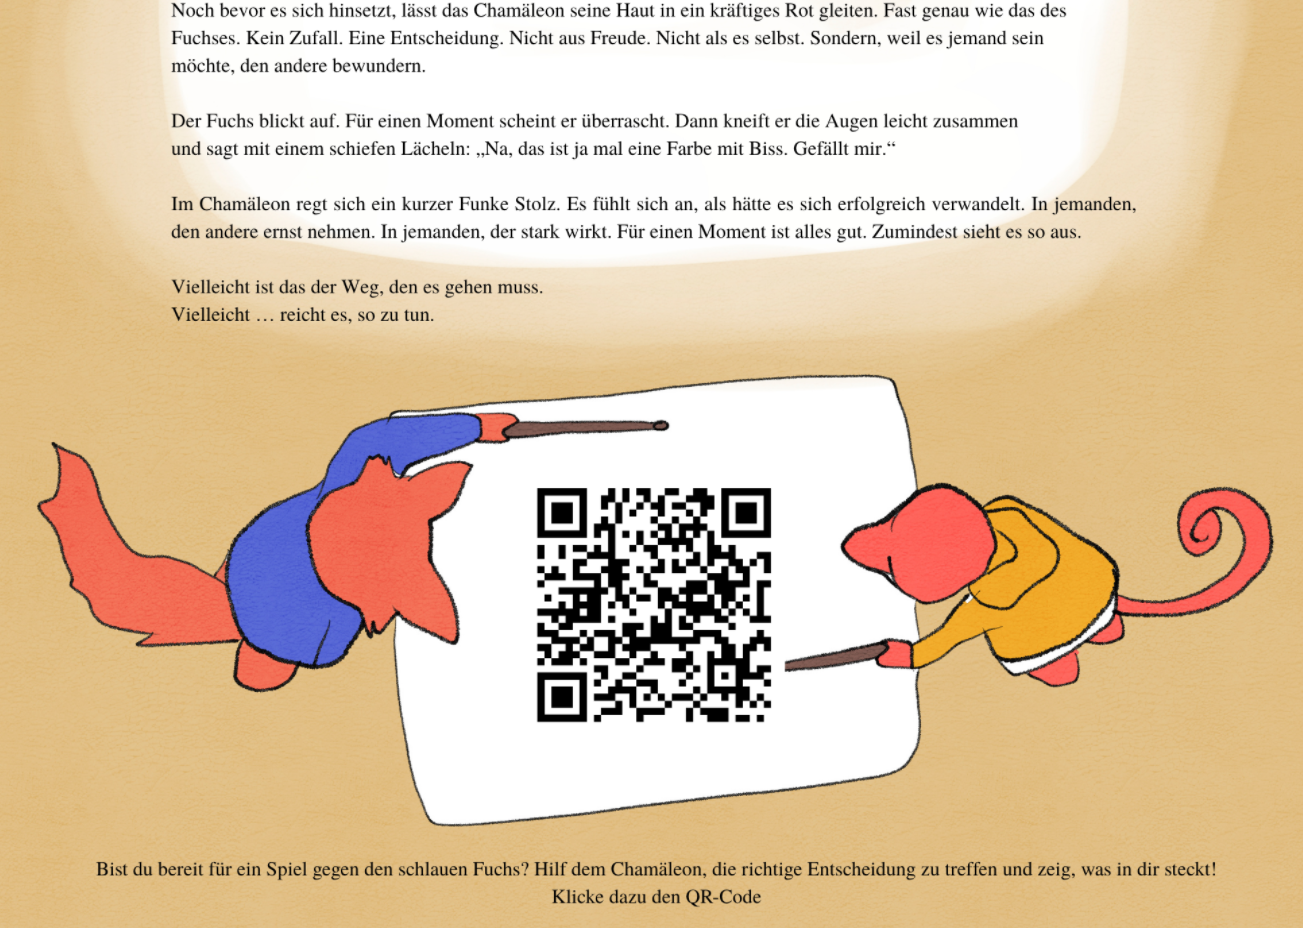 Noch bevor es sich hinsetzt, lässt das Chamäleon seine Haut in ein kräftiges Rot gleiten. Fast genau wie das des
Fuchses. Kein Zufall. Eine Entscheidung. Nicht aus Freude. Nicht als es selbst. Sondern, weil es jemand sein
möchte, den andere bewundern.
Der Fuchs blickt auf. Für einen Moment scheint er überrascht. Dann kneift er die Augen leicht zusammen
und sagt mit einem schiefen Lächeln: „Na, das ist ja mal eine Farbe mit Biss. Gefällt mir.“
Im Chamäleon regt sich ein kurzer Funke Stolz. Es fühlt sich an, als hätte es sich erfolgreich verwandelt. In jemanden,
den andere ernst nehmen. In jemanden, der stark wirkt. Für einen Moment ist alles gut. Zumindest sieht es so aus.
Vielleicht ist das der Weg, den es gehen muss.
Vielleicht … reicht es, so zu tun.
Bist du bereit für ein Spiel gegen den schlauen Fuchs? Hilf dem Chamäleon, die richtige Entscheidung zu treffen und zeig, was in dir steckt!
Klicke dazu den QR-Code